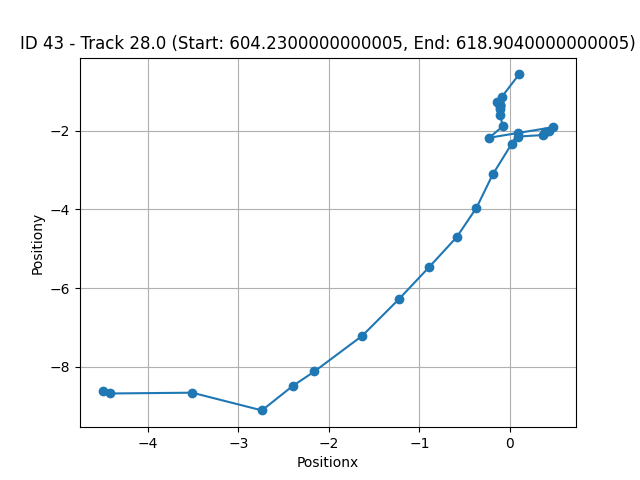 ID 43 - Track 28.0 (Start: 604.2300000000005, End: 618.9040000000005)
−2
−4
−6
−8
Positiony
−4 −3 −2 −1 0
Positionx